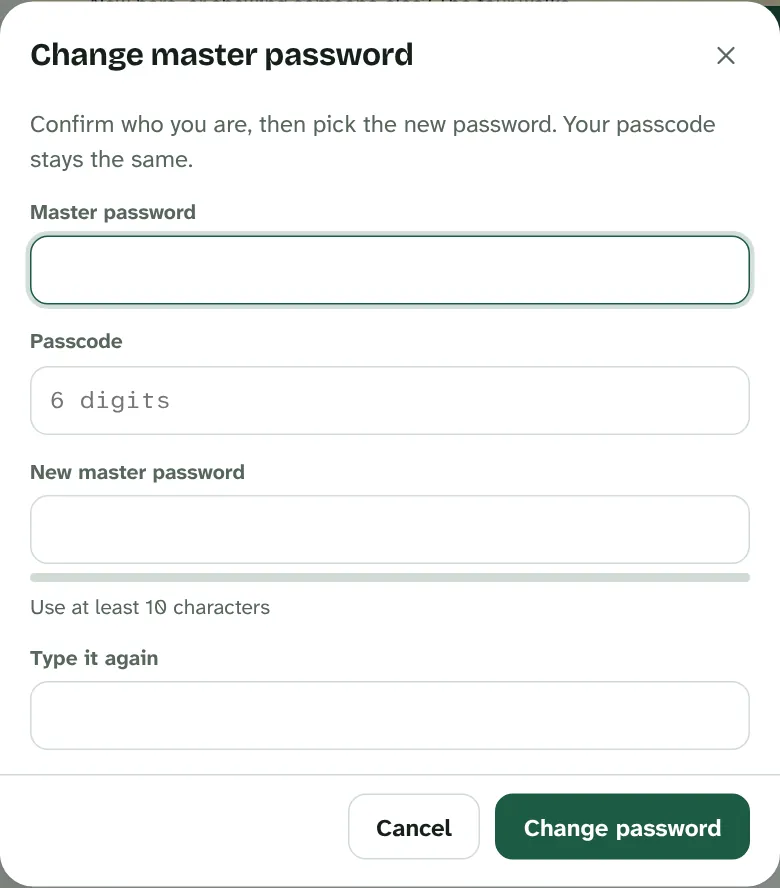 Change master password
Confirm who you are, then pick the new password. Your passcode
stays the same.
Master password
Passcode
6 digits
New master password
Use at least 10 characters
Type it again
Cancel
Change password